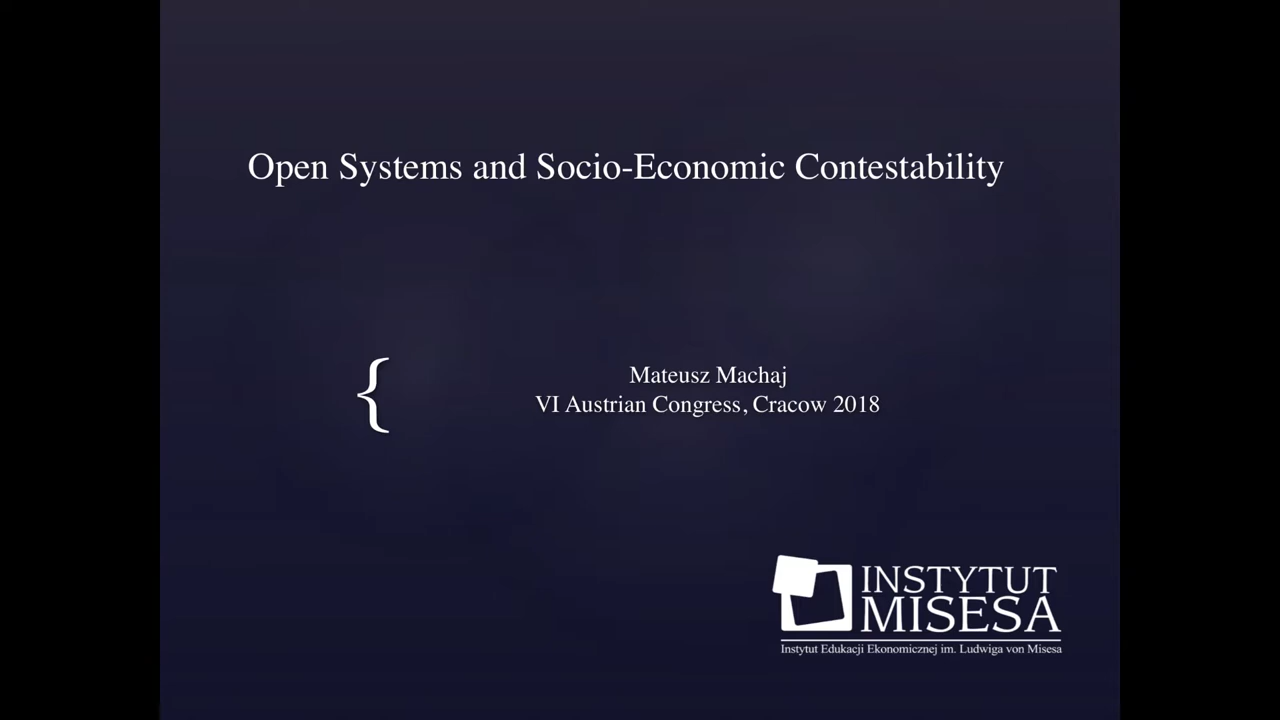 Open Systems and Socio-Economic Contestability
{
Mateusz Machaj
VI Austrian Congress, Cracow 2018
INSTYTUT
MISESA
Instytut Edukacji Ekonomicznej im. Ludwiga von Misesa